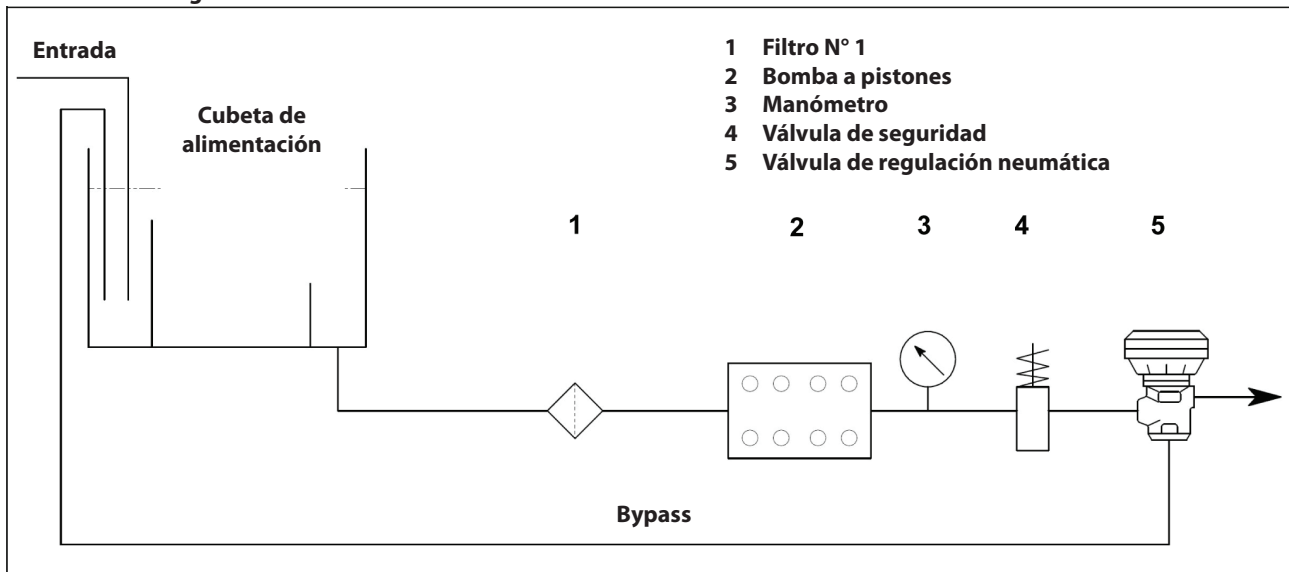 Entrada
Cubeta de
alimentación
1 Filtro N° 1
2 Bomba a pistones
3 Manómetro
4 Válvula de seguridad
5 Válvula de regulación neumática
1 2 3 4 5
Bypass